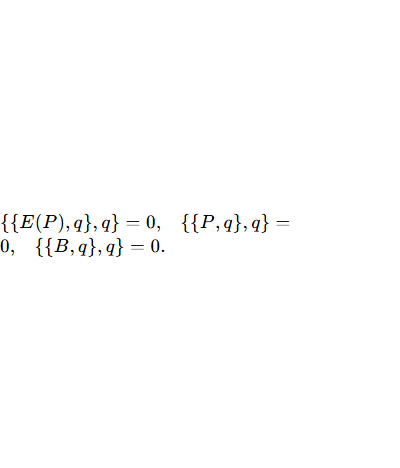 {{E(P), q}, q} = 0, {{P, q}, q} =
0, {{B, q}, q} = 0.